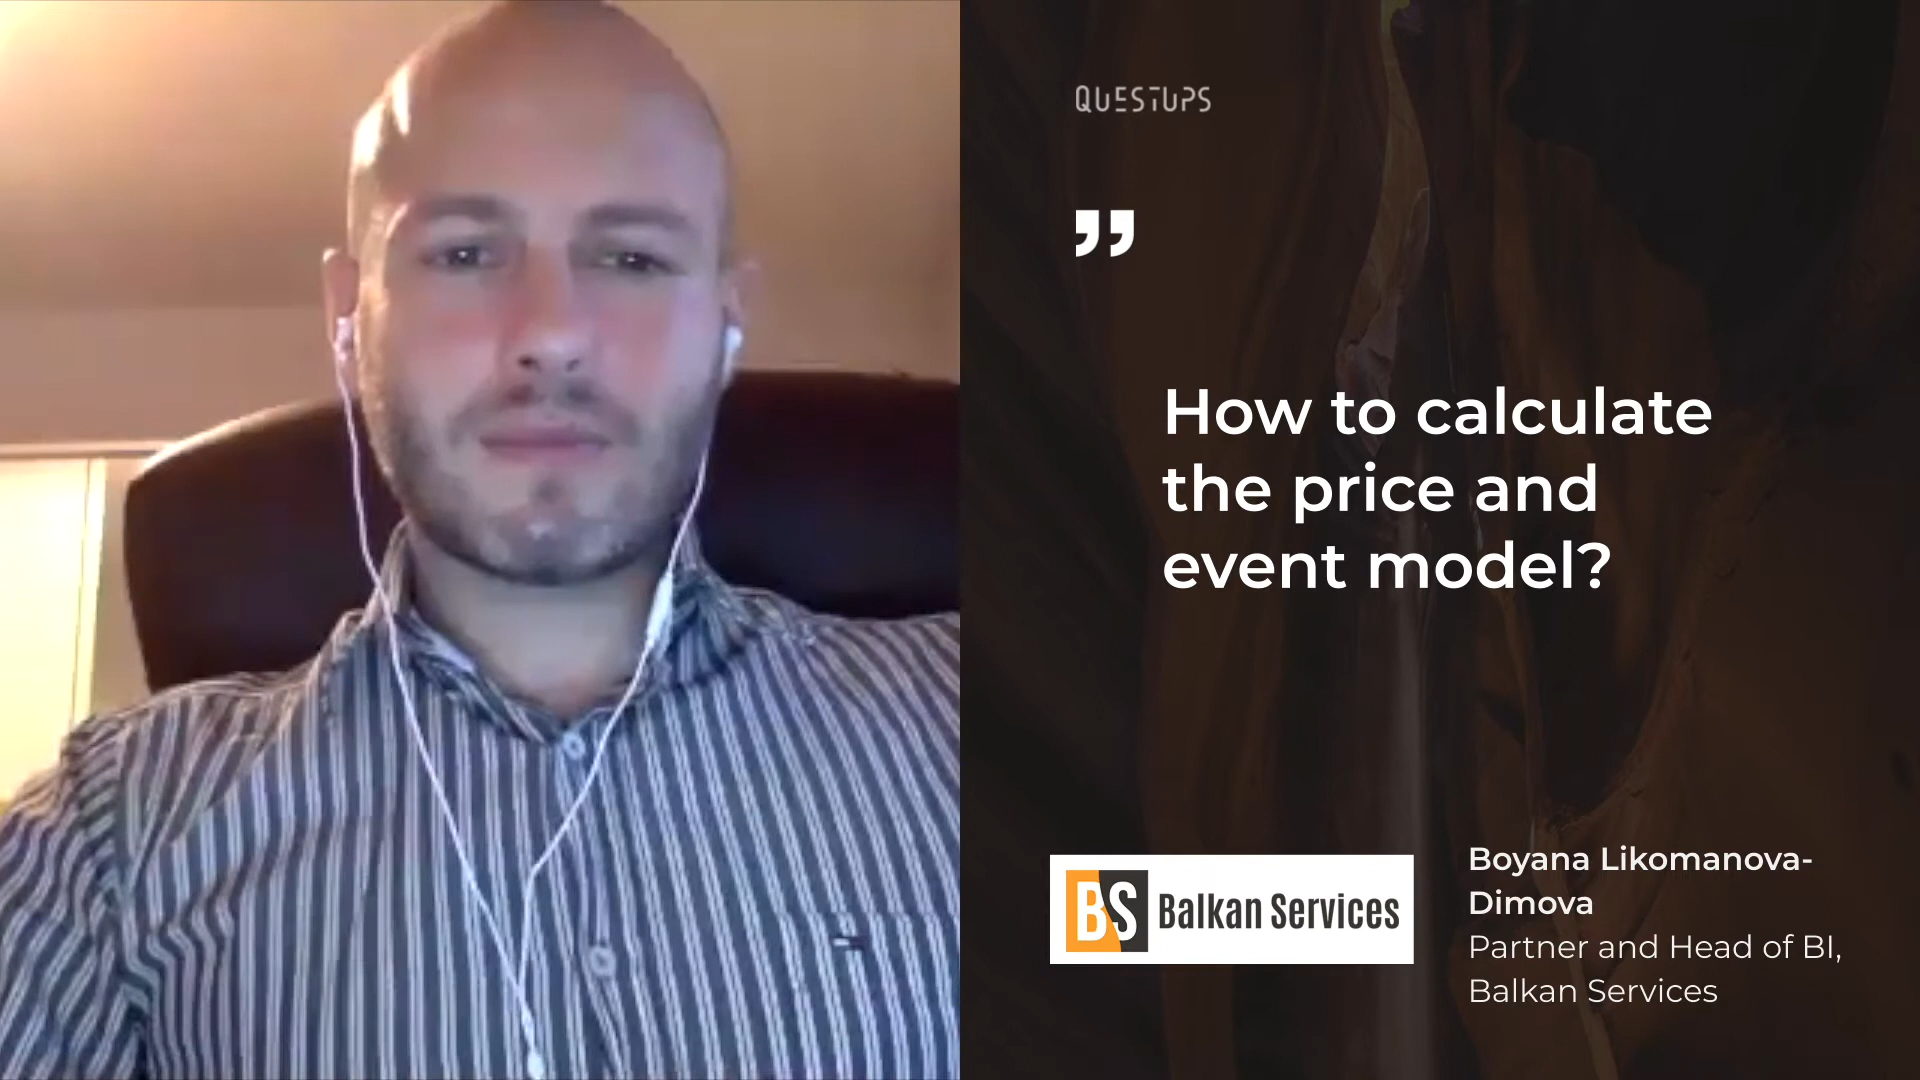 QUESTUPS
”
How to calculate
the price and
event model?
BS Balkan Services
Boyana Likomanova-
Dimova
Partner and Head of BI,
Balkan Services